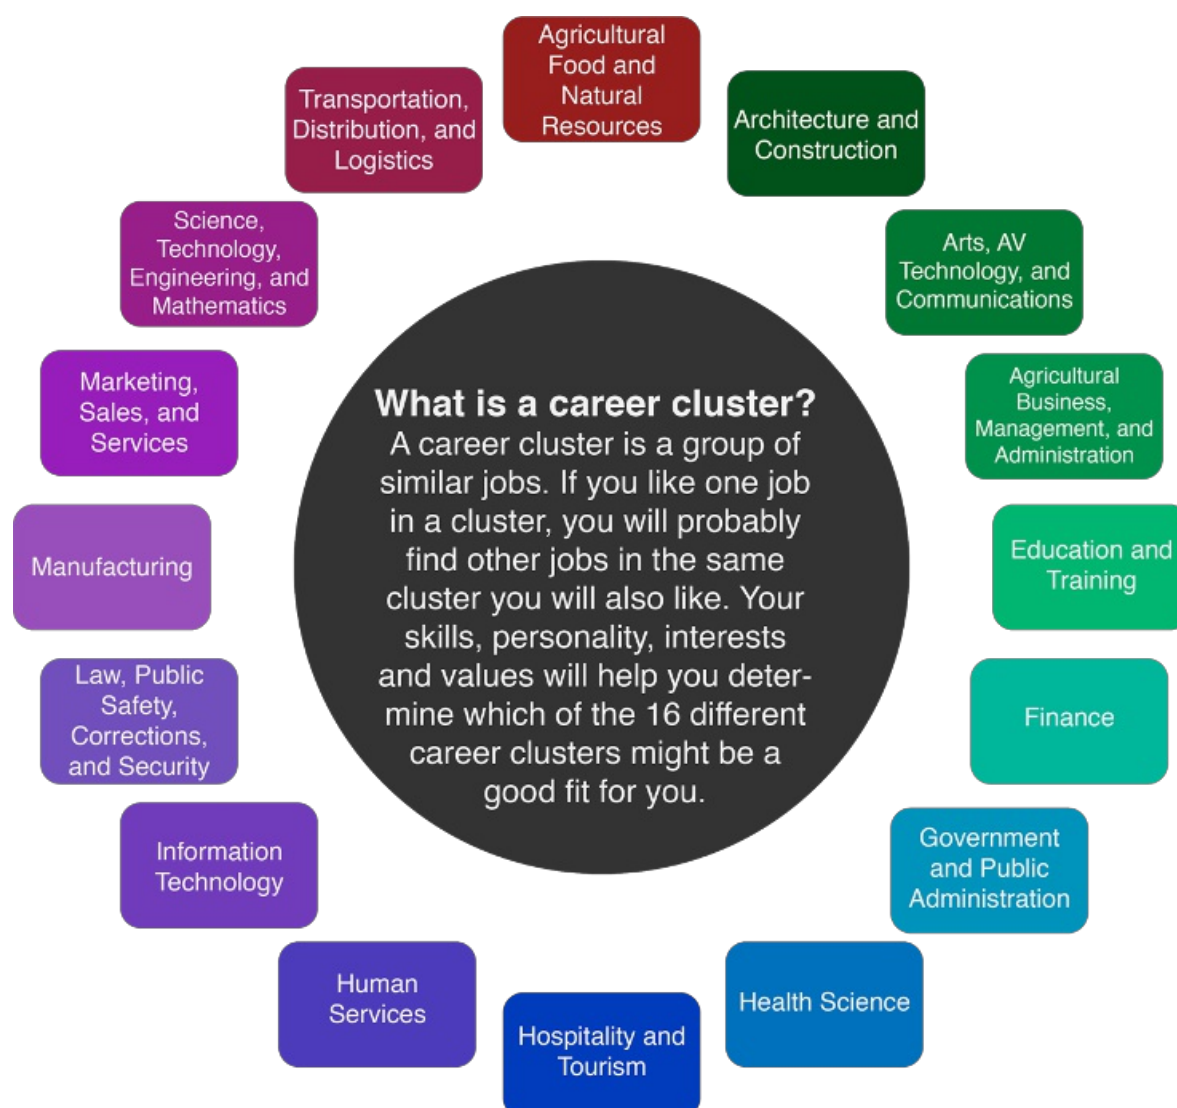 Agricultural
Food and
Natural
Resources
Architecture and
Construction
Arts, AV
Technology, and
Communications
Agricultural
Business,
Management, and
Administration
Education and
Training
Finance
Government
and Public
Administration
Health Science
Hospitality and
Tourism
Human
Services
Information
Technology
Law, Public
Safety,
Corrections,
and Security
Manufacturing
Marketing,
Sales, and
Services
Science,
Technology,
Engineering, and
Mathematics
Transportation,
Distribution, and
Logistics
What is a career cluster?
A career cluster is a group of
similar jobs. If you like one job
in a cluster, you will probably
find other jobs in the same
cluster you will also like. Your
skills, personality, interests
and values will help you deter-
mine which of the 16 different
career clusters might be a
good fit for you.